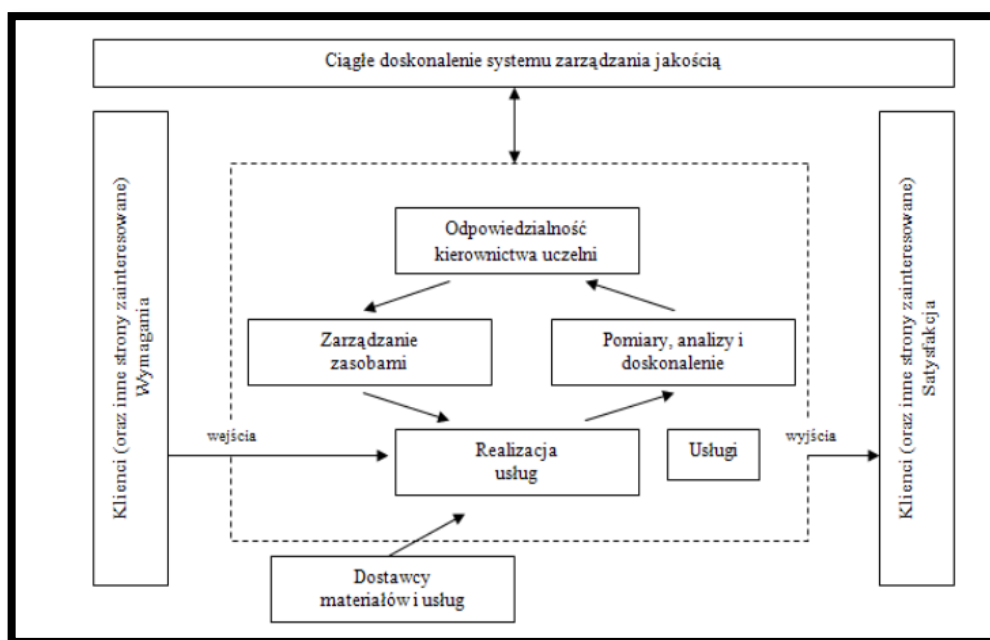 Ciągłe doskonalenie systemu zarządzania jakością
Klienci (oraz inne strony zainteresowane)
Wymagania
Odpowiedzialność
kierownictwa uczelni
Zarządzanie
zasobami
Pomiary, analizy i
doskonalenie
wejścia
Realizacja
usług
Usługi
wyjścia
Dostawcy
materiałów i usług
Klienci (oraz inne strony zainteresowane)
Satysfakcja